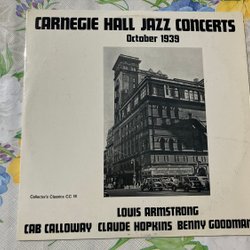 CARNEGIE HALL JAZZ CONCERTS
October 1939
Collector's Classics CC 18
LOUIS ARMSTRONG
CAB CALLOWAY CLAUDE HOPKINS BENNY GOODMAN